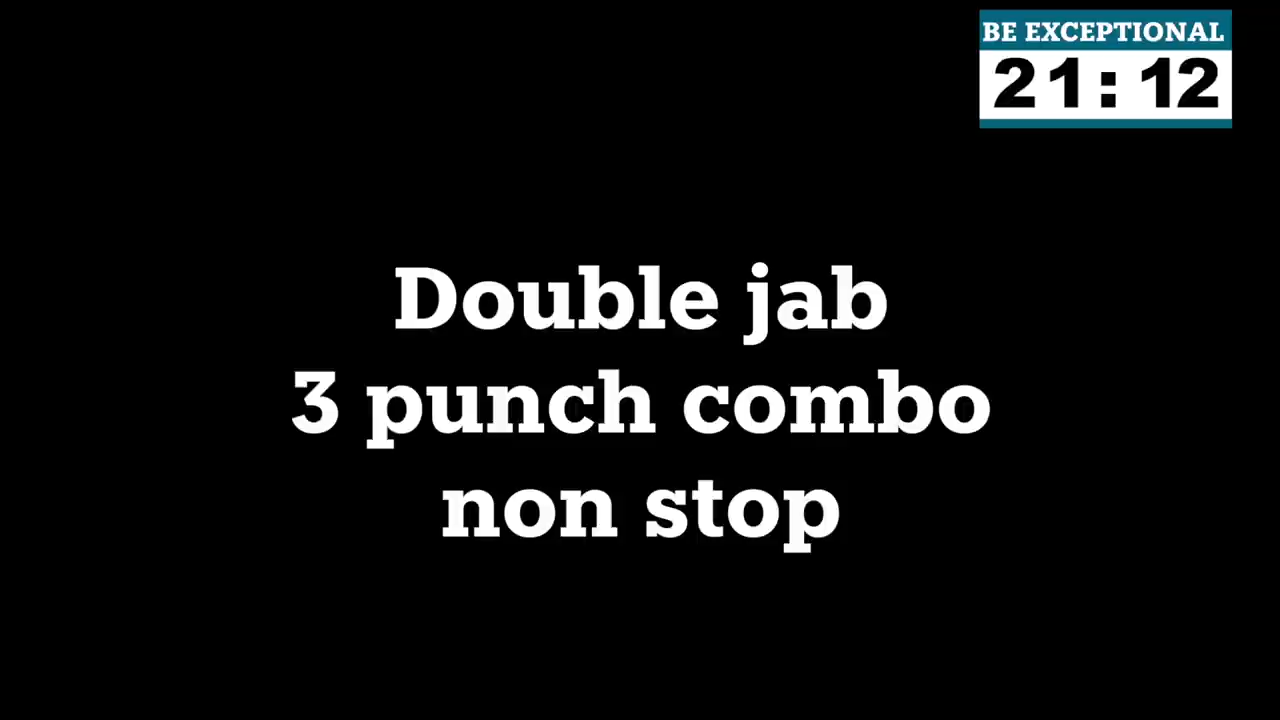 BE EXCEPTIONAL
21:12
Double jab
3 punch combo
non stop